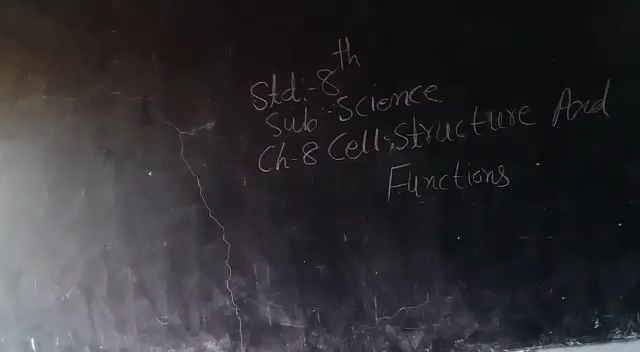 Std:-8th
Sub:-Science
Ch-8 Cell:Structure And
Functions